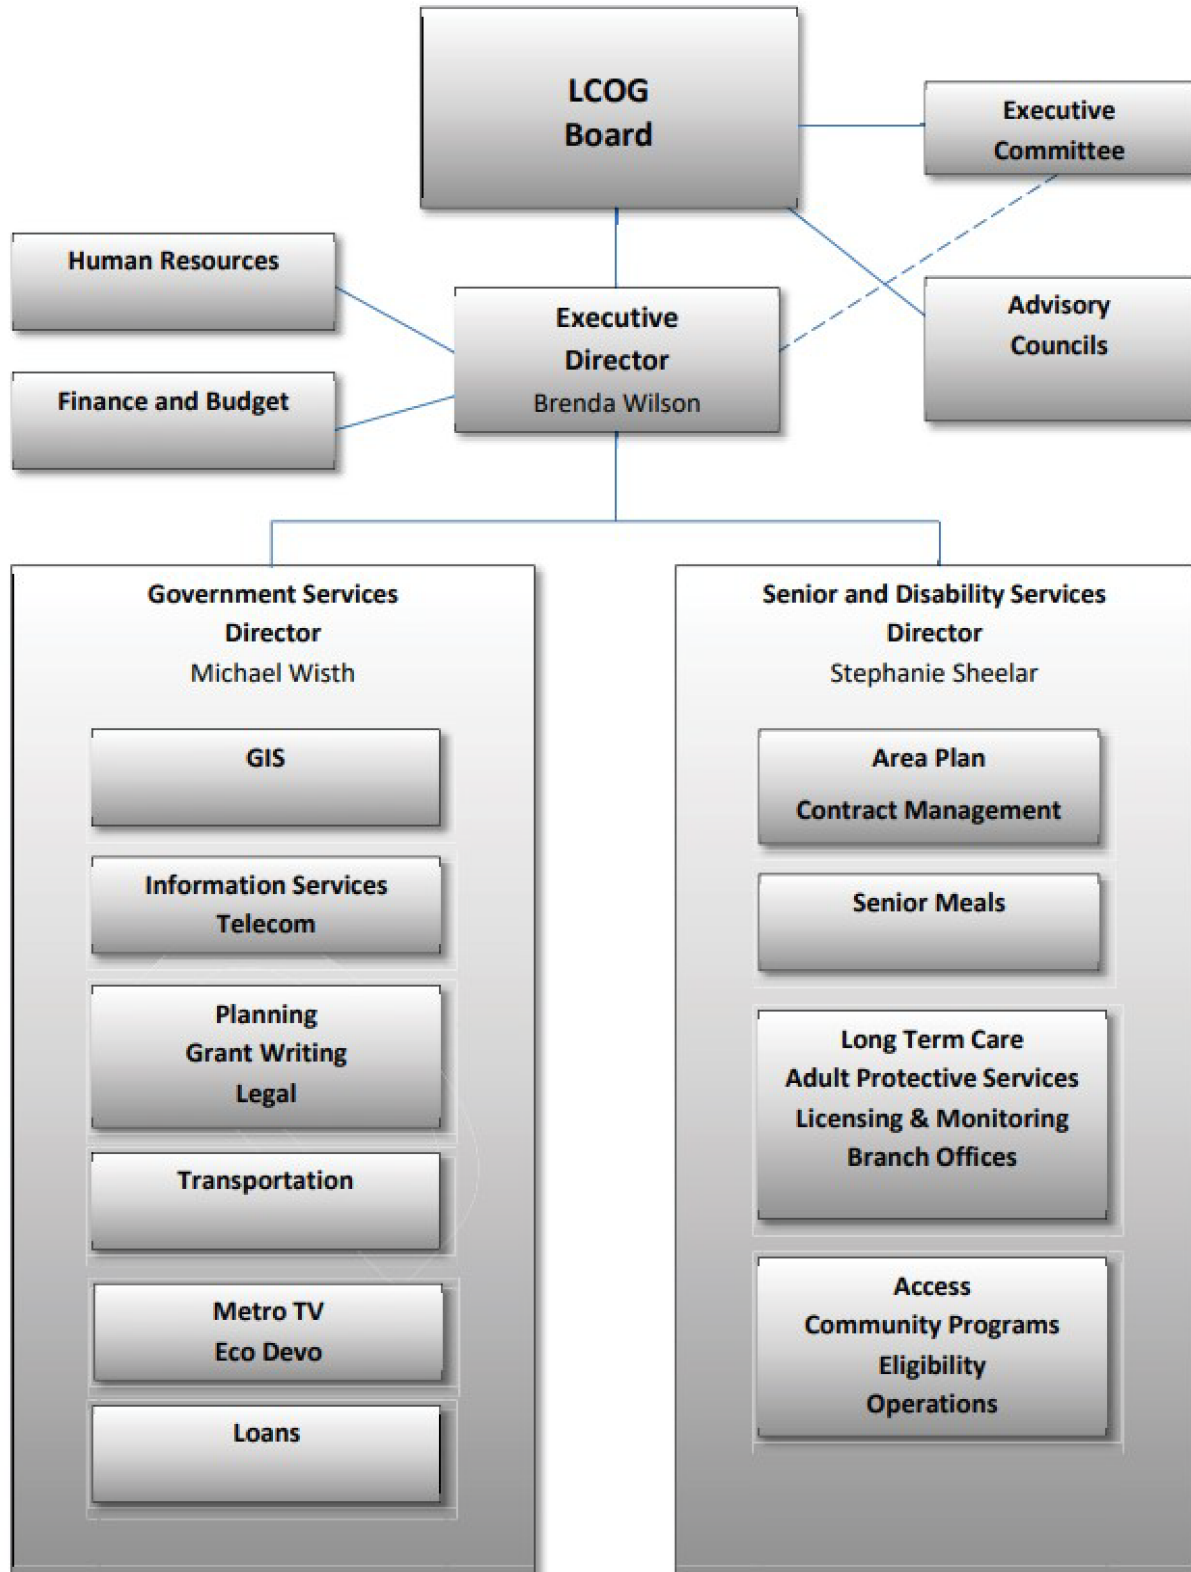 LCOG
Board
Executive
Committee
Human Resources
Executive
Director
Brenda Wilson
Advisory
Councils
Finance and Budget
Government Services
Director
Michael Wisth
GIS
Information Services
Telecom
Planning
Grant Writing
Legal
Transportation
Metro TV
Eco Devo
Loans
Senior and Disability Services
Director
Stephanie Sheelar
Area Plan
Contract Management
Senior Meals
Long Term Care
Adult Protective Services
Licensing & Monitoring
Branch Offices
Access
Community Programs
Eligibility
Operations